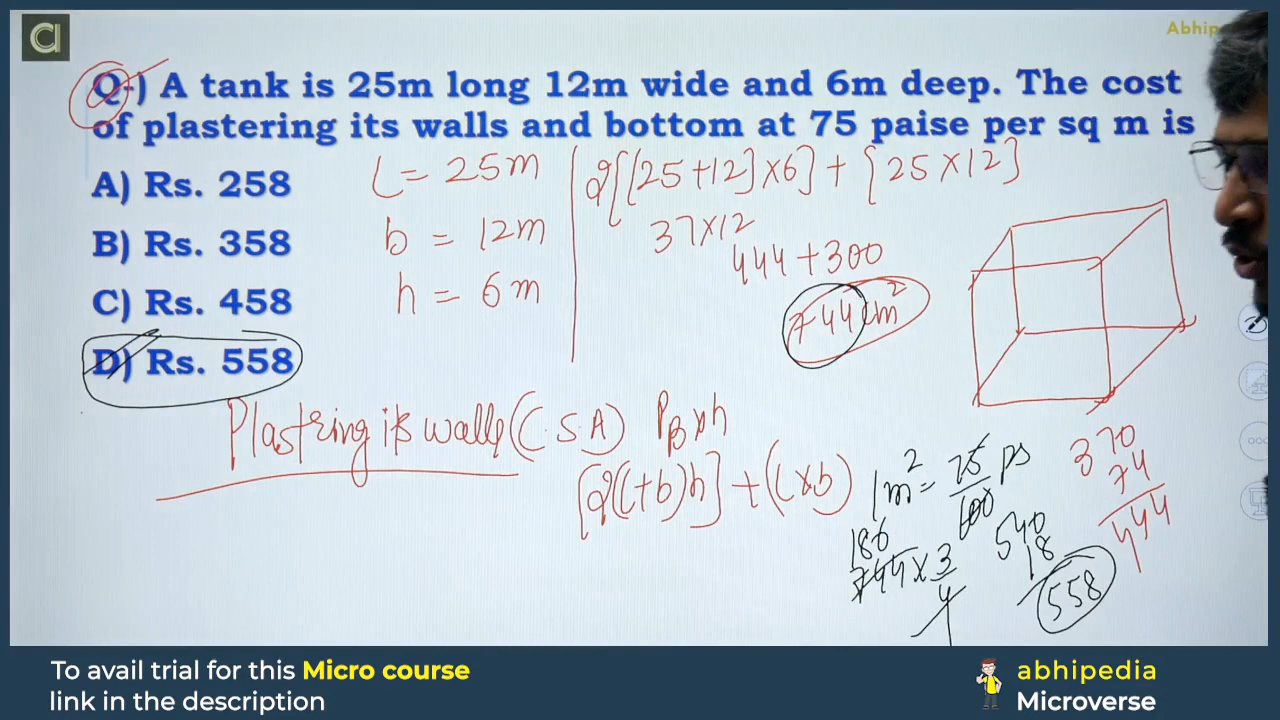 Abhip
Q-) A tank is 25m long 12m wide and 6m deep. The cost
of plastering its walls and bottom at 75 paise per sq m is
A) Rs. 258
B) Rs. 358
C) Rs. 458
D) Rs. 558
L = 25m
b = 12m
h = 6m
2[[25+12]×6] + [25×12]
37×12
444 + 300
744 cm²
Plastring its walls (C.S.A) P_B×h
[2(l+b)h] + (l×b)
1m² = 75/100 ps
186
744 × 3/4
540
18
558
370
74
444
To avail trial for this Micro course
link in the description
abhipedia
Microverse